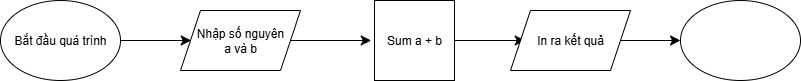 Bắt đầu quá trình
Nhập số nguyên
a và b
Sum a + b
In ra kết quả